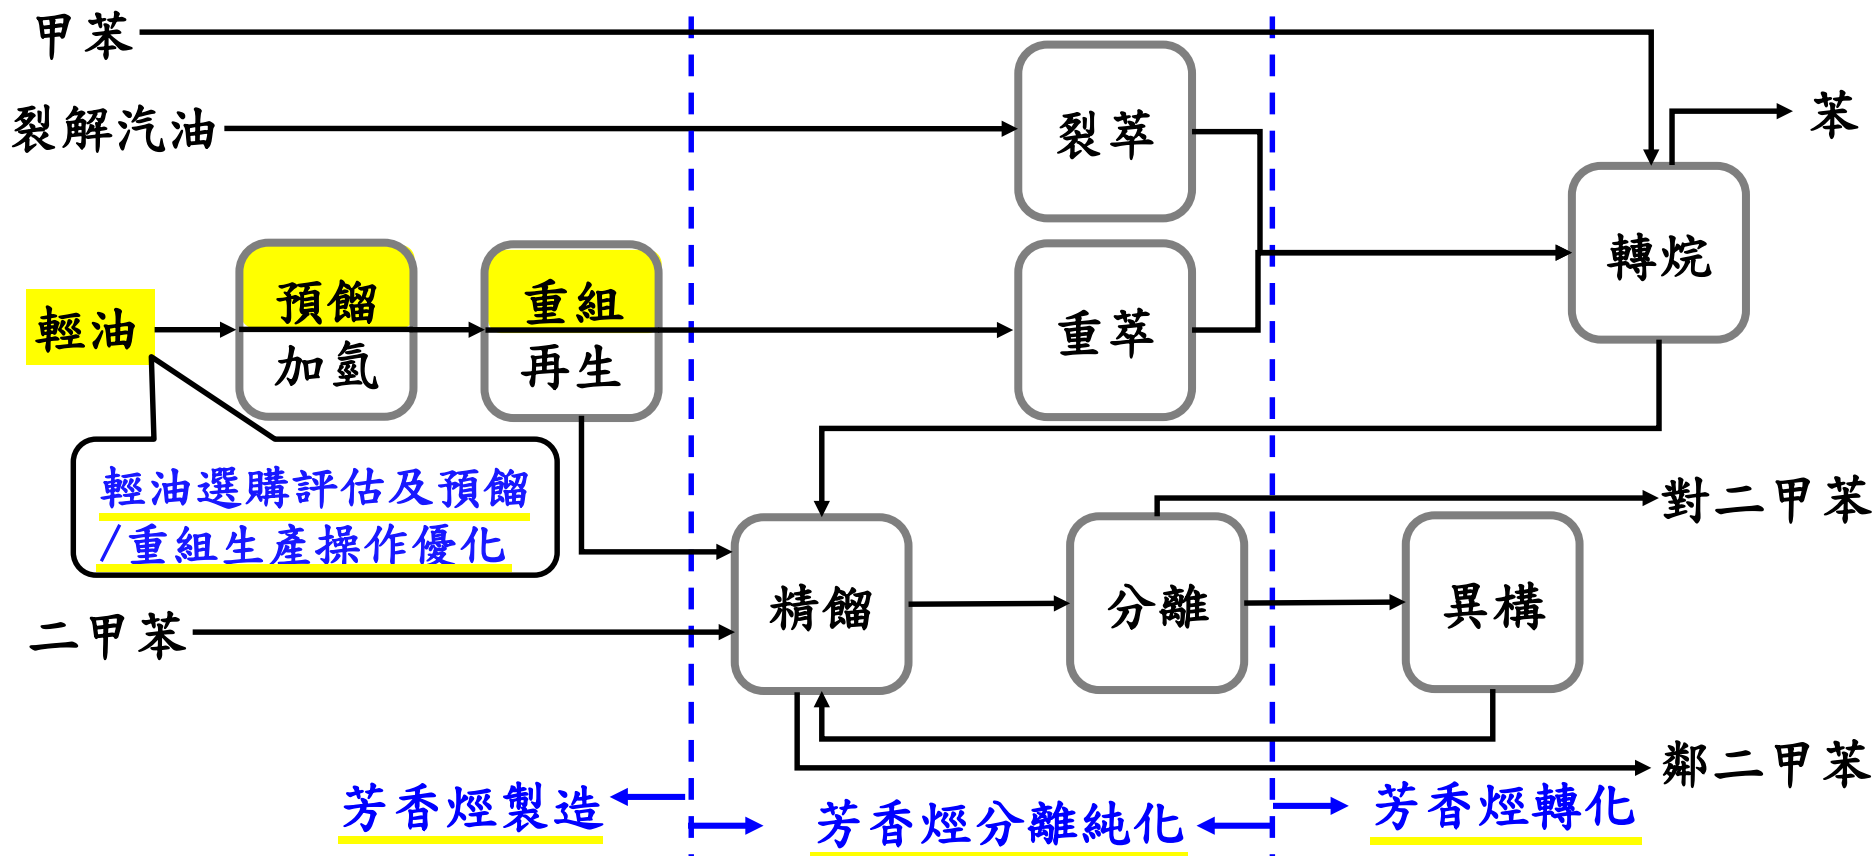 甲苯
裂解汽油
裂萃
苯
轉烷
輕油
預餾
加氫
重組
再生
重萃
輕油選購評估及預餾
/重組生產操作優化
對二甲苯
二甲苯
精餾
分離
異構
鄰二甲苯
芳香烴製造
芳香烴分離純化
芳香烴轉化